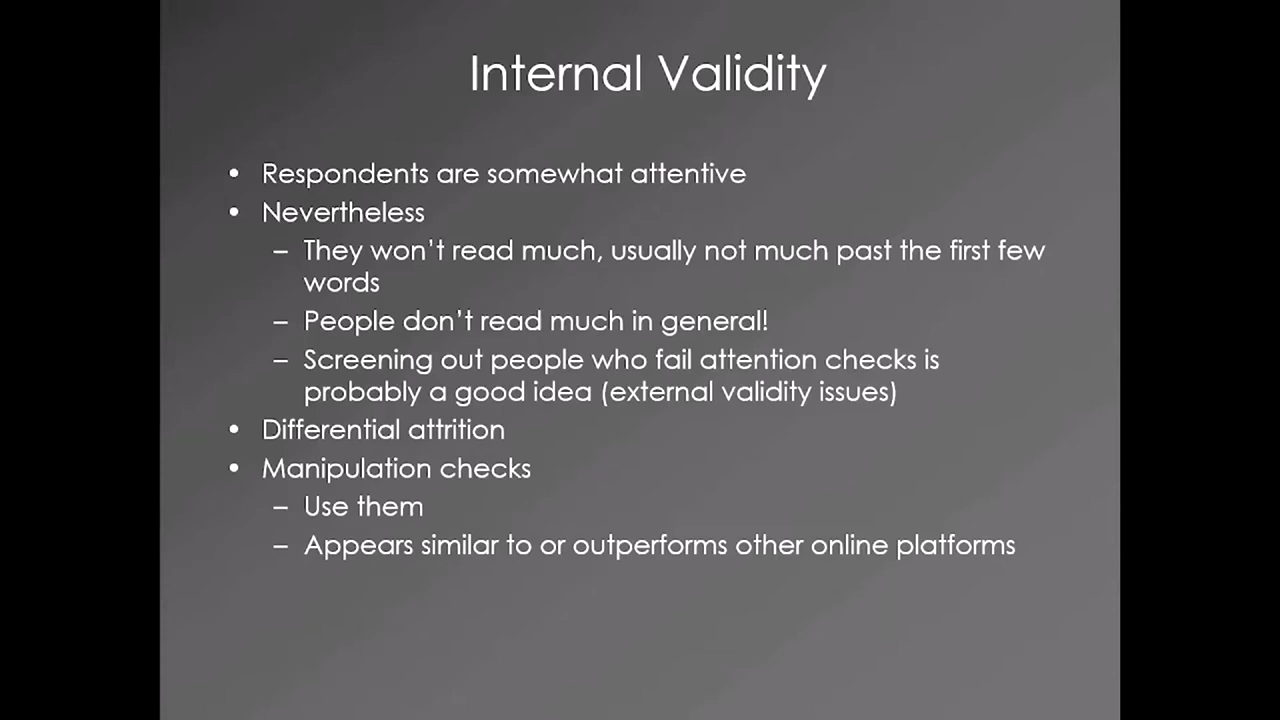 Internal Validity
• Respondents are somewhat attentive
• Nevertheless
– They won’t read much, usually not much past the first few
words
– People don’t read much in general!
– Screening out people who fail attention checks is
probably a good idea (external validity issues)
• Differential attrition
• Manipulation checks
– Use them
– Appears similar to or outperforms other online platforms